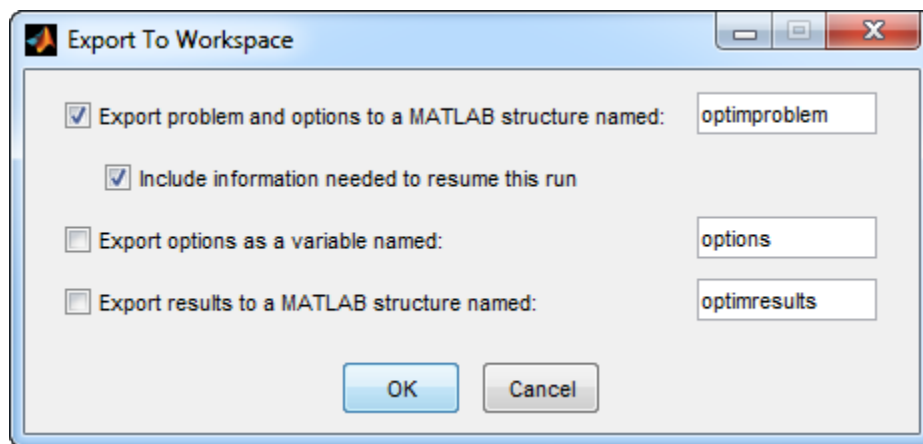 Export To Workspace
Export problem and options to a MATLAB structure named: optimproblem
Include information needed to resume this run
Export options as a variable named: options
Export results to a MATLAB structure named: optimresults
OK Cancel